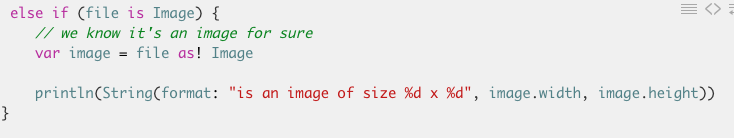 else if (file is Image) {
// we know it's an image for sure
var image = file as! Image
println(String(format: "is an image of size %d x %d", image.width, image.height))
}